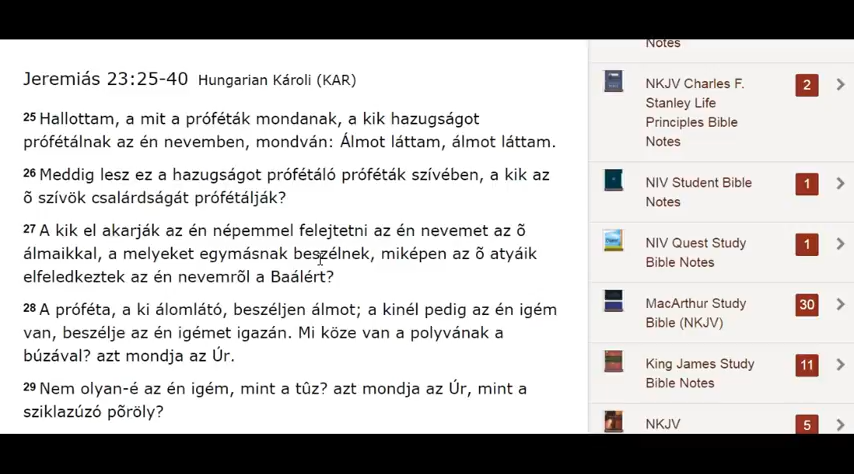 Jeremiás 23:25-40 Hungarian Károli (KAR)
25 Hallottam, a mit a próféták mondanak, a kik hazugságot
prófétálnak az én nevemben, mondván: Álmot láttam, álmot láttam.
26 Meddig lesz ez a hazugságot prófétáló próféták szívében, a kik az
õ szívök csalárdságát prófétálják?
27 A kik el akarják az én népemmel felejtetni az én nevemet az õ
álmaikkal, a melyeket egymásnak beszélnek, miképen az õ atyáik
elfeledkeztek az én nevemrõl a Baálért?
28 A próféta, a ki álomlátó, beszéljen álmot; a kinél pedig az én igém
van, beszélje az én igémet igazán. Mi köze van a polyvának a
búzával? azt mondja az Úr.
29 Nem olyan-é az én igém, mint a tûz? azt mondja az Úr, mint a
sziklazúzó põröly?
Notes
NKJV Charles F.
Stanley Life
Principles Bible
Notes
2
NIV Student Bible
Notes
1
NIV Quest Study
Bible Notes
1
MacArthur Study
Bible (NKJV)
30
King James Study
Bible Notes
11
NKJV
5